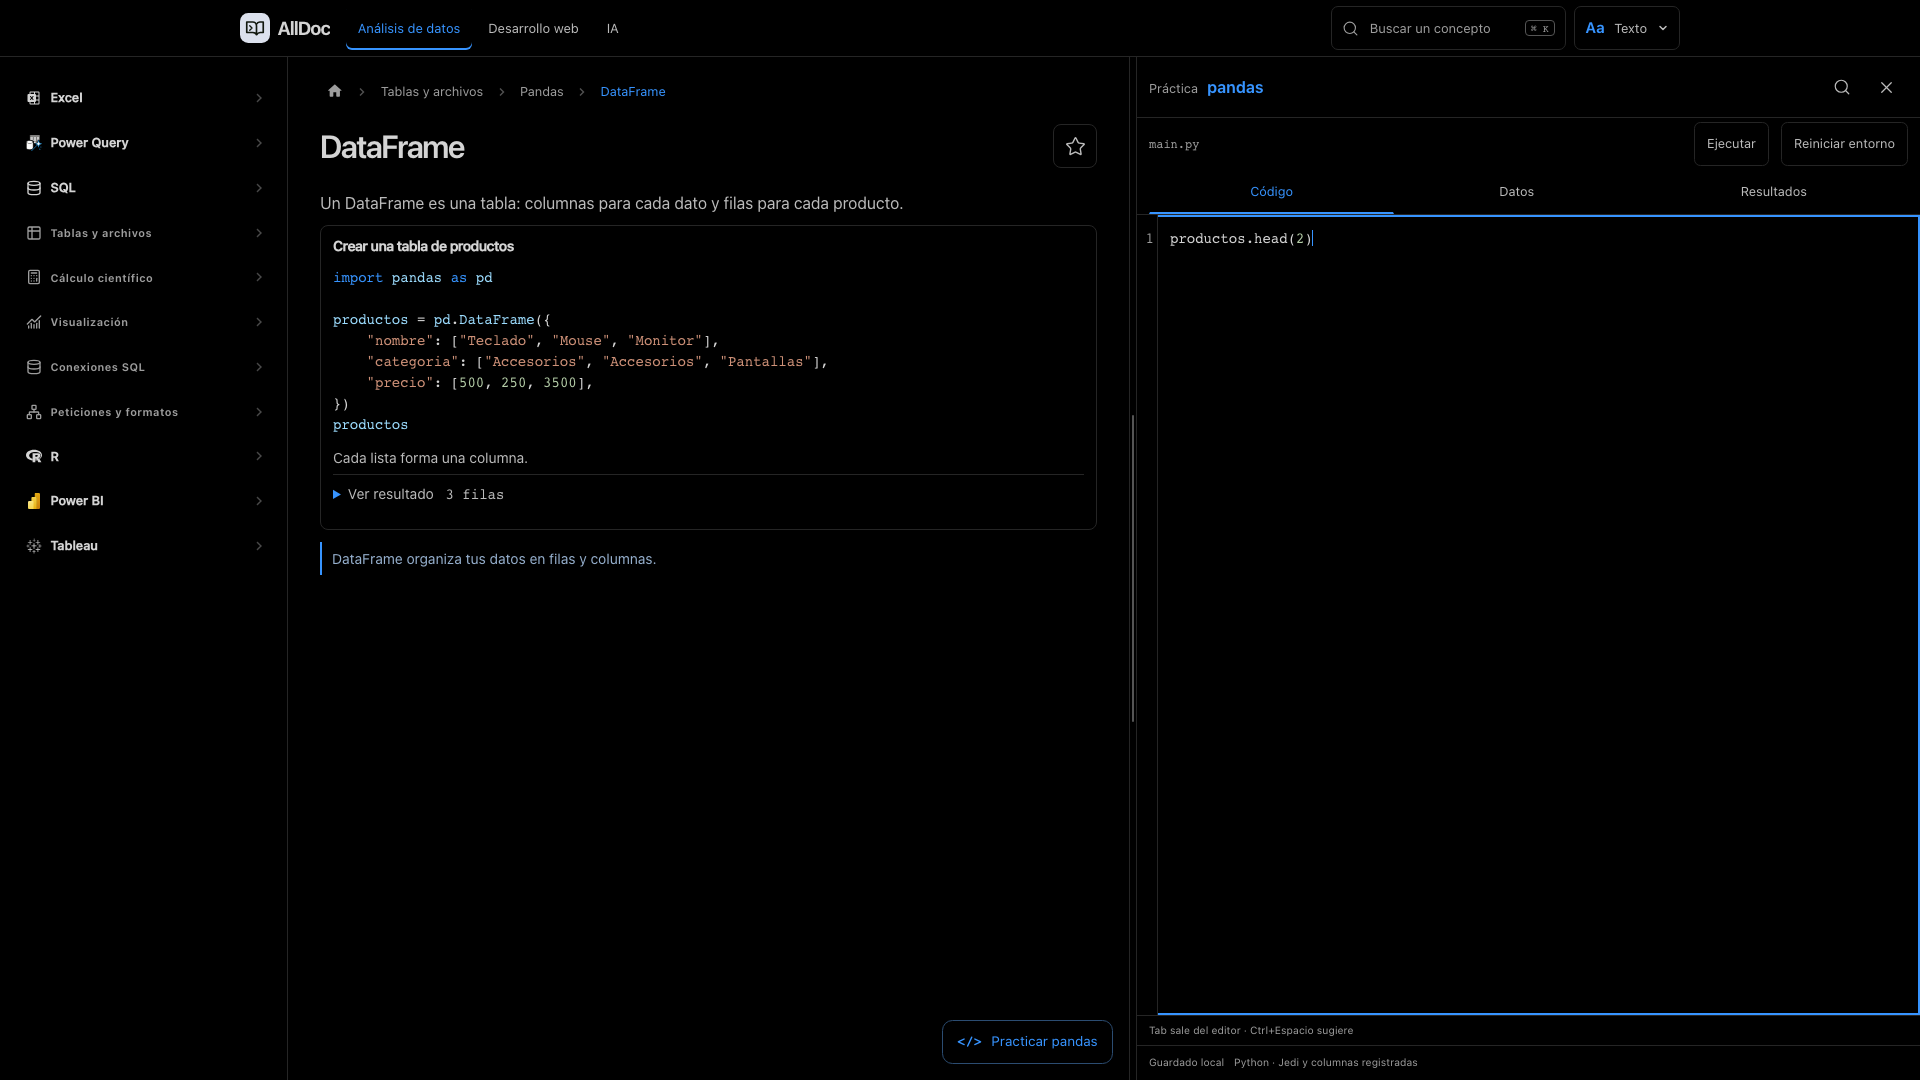 AllDoc
Análisis de datos
Desarrollo web
IA
Buscar un concepto
⌘ K
Aa Texto
Excel
Power Query
SQL
Tablas y archivos
Cálculo científico
Visualización
Conexiones SQL
Peticiones y formatos
R
Power BI
Tableau
Tablas y archivos > Pandas > DataFrame
DataFrame
Un DataFrame es una tabla: columnas para cada dato y filas para cada producto.
Crear una tabla de productos
import pandas as pd
productos = pd.DataFrame({
    "nombre": ["Teclado", "Mouse", "Monitor"],
    "categoria": ["Accesorios", "Accesorios", "Pantallas"],
    "precio": [500, 250, 3500],
})
productos
Cada lista forma una columna.
Ver resultado 3 filas
DataFrame organiza tus datos en filas y columnas.
</> Practicar pandas
Práctica pandas
main.py
Ejecutar
Reiniciar entorno
Código
Datos
Resultados
1 productos.head(2)
Tab sale del editor · Ctrl+Espacio sugiere
Guardado local Python · Jedi y columnas registradas